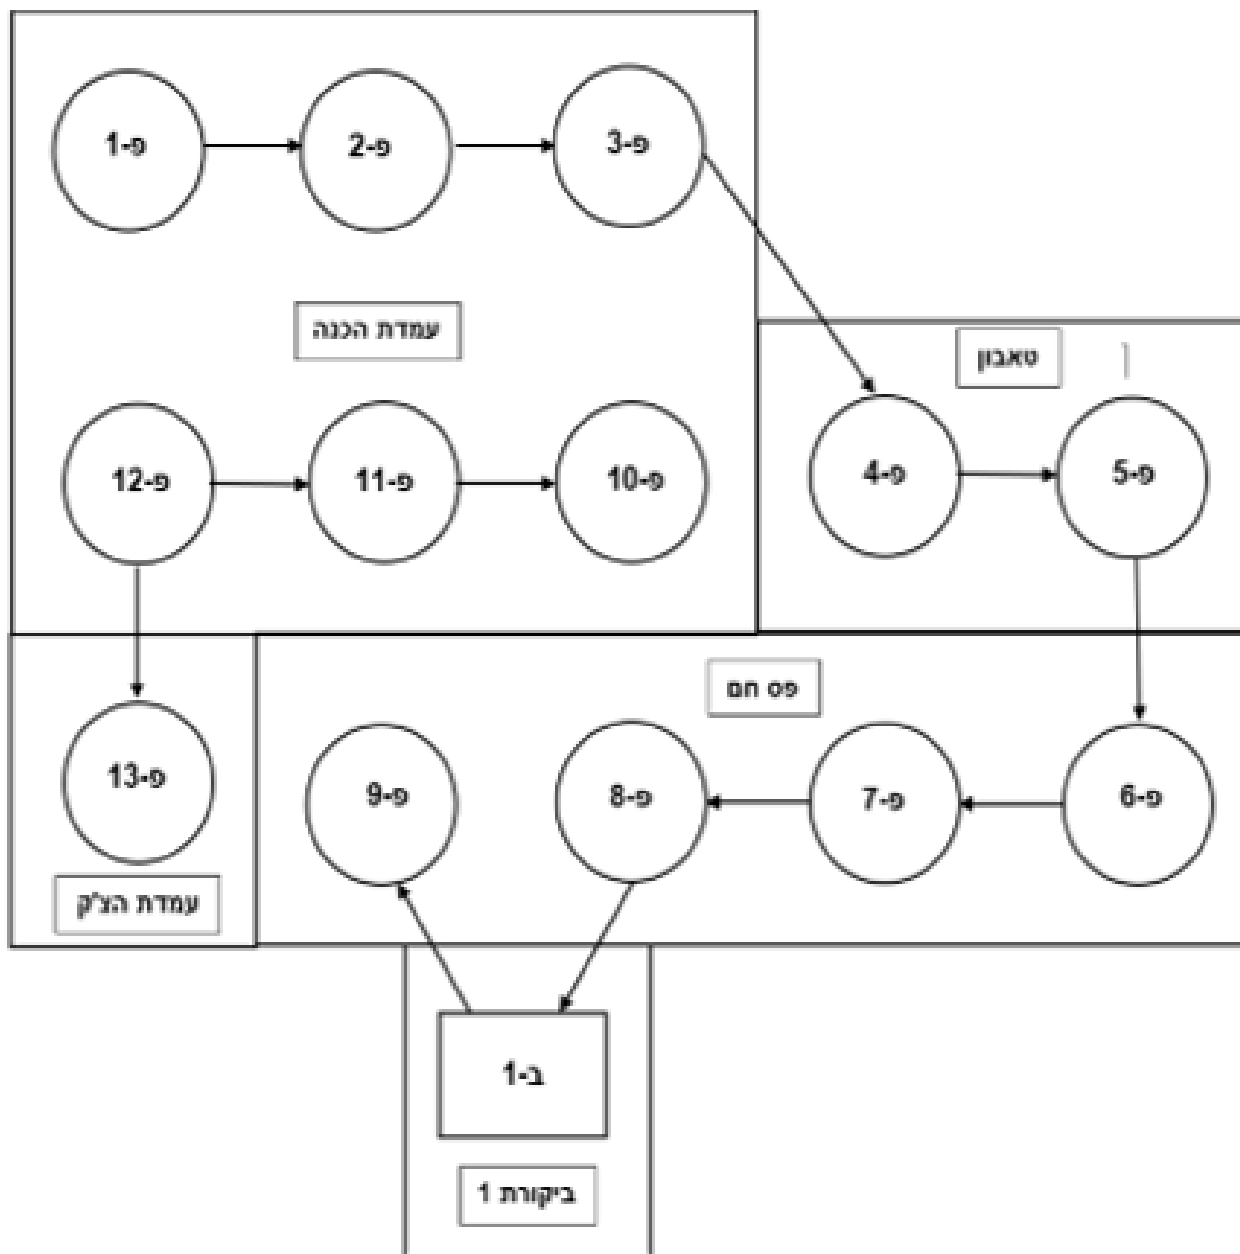 פ-1
פ-2
פ-3
עמדת הכנה
טאבון
פ-4
פ-5
פ-12
פ-11
פ-10
פס חם
פ-6
פ-7
פ-8
פ-9
פ-13
עמדת הצ'ק
ב-1
ביקורת 1